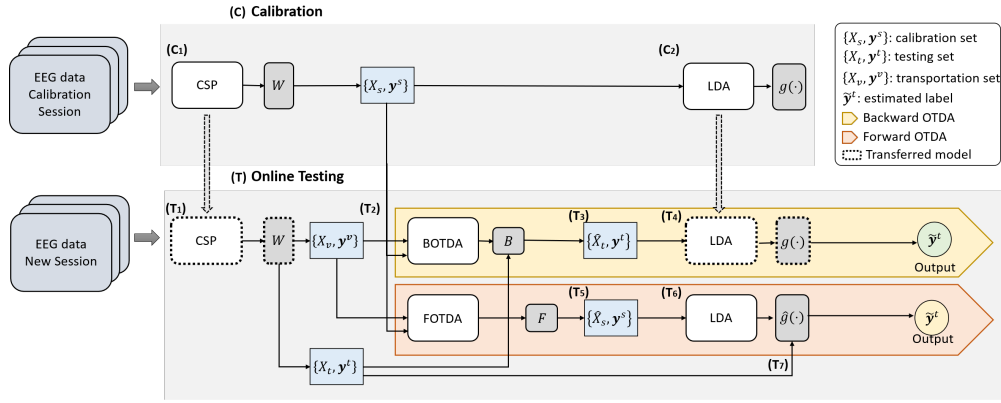 (C) Calibration
(C₁)
(C₂)
EEG data
Calibration
Session
CSP
W
{Xₛ, yˢ}
LDA
g(·)
{Xₛ, yˢ}: calibration set
{Xₜ, yᵗ}: testing set
{Xᵥ, yᵛ}: transportation set
ỹᵗ: estimated label
Backward OTDA
Forward OTDA
Transferred model
(T) Online Testing
(T₁)
(T₂)
(T₃)
(T₄)
EEG data
New Session
CSP
W
{Xᵥ, yᵛ}
BOTDA
B
{X̂ₜ, yᵗ}
LDA
g(·)
ỹᵗ
Output
(T₅)
(T₆)
FOTDA
F
{X̂ₛ, yˢ}
LDA
ĝ(·)
ỹᵗ
Output
{Xₜ, yᵗ}
(T₇)